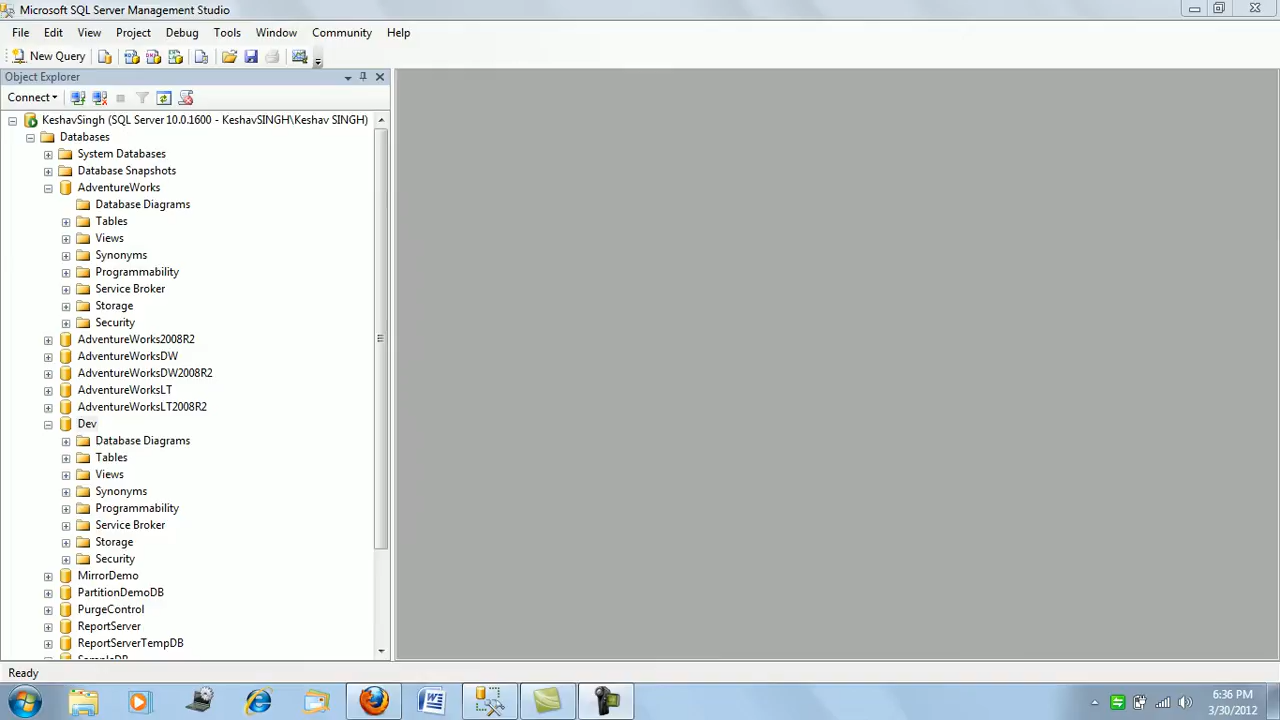 Microsoft SQL Server Management Studio
File Edit View Project Debug Tools Window Community Help
New Query
Object Explorer
Connect
KeshavSingh (SQL Server 10.0.1600 - KeshavSINGH\Keshav SINGH)
Databases
System Databases
Database Snapshots
AdventureWorks
Database Diagrams
Tables
Views
Synonyms
Programmability
Service Broker
Storage
Security
AdventureWorks2008R2
AdventureWorksDW
AdventureWorksDW2008R2
AdventureWorksLT
AdventureWorksLT2008R2
Dev
Database Diagrams
Tables
Views
Synonyms
Programmability
Service Broker
Storage
Security
MirrorDemo
PartitionDemoDB
PurgeControl
ReportServer
ReportServerTempDB
SampleDB
Ready
6:36 PM
3/30/2012